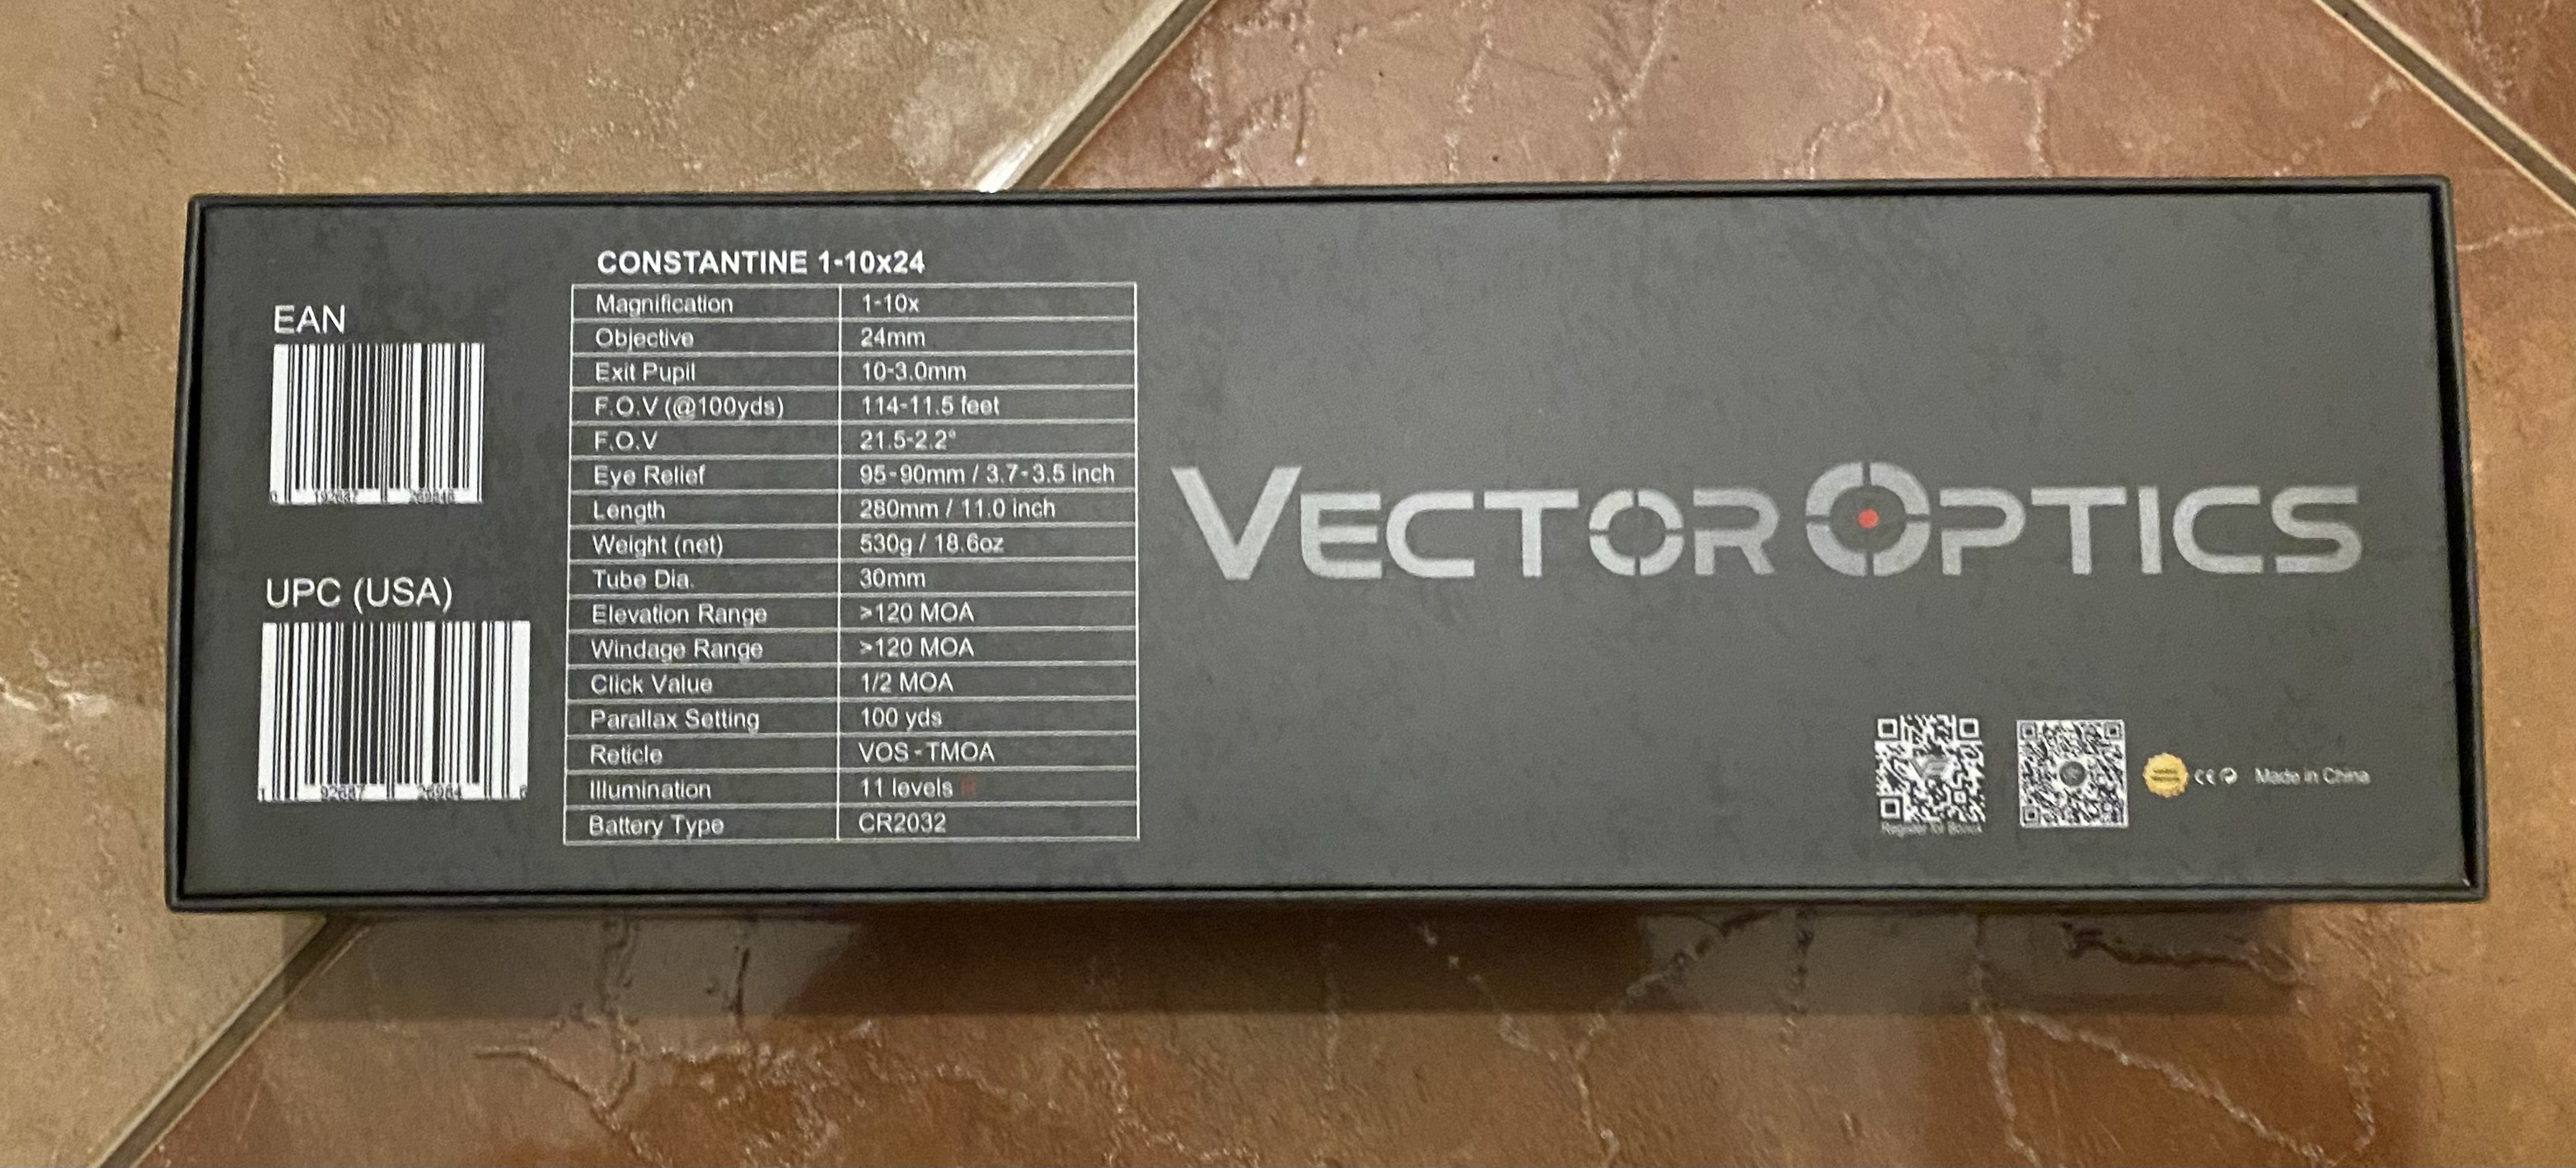 EAN
UPC (USA)
CONSTANTINE 1-10x24
Magnification 1-10x
Objective 24mm
Exit Pupil 10-3.0mm
F.O.V (@100yds) 114-11.5 feet
F.O.V 21.5-2.2°
Eye Relief 95-90mm / 3.7-3.5 inch
Length 280mm / 11.0 inch
Weight (net) 530g / 18.6oz
Tube Dia. 30mm
Elevation Range >120 MOA
Windage Range >120 MOA
Click Value 1/2 MOA
Parallax Setting 100 yds
Reticle VOS-TMOA
Illumination 11 levels
Battery Type CR2032
VECTOR OPTICS
Register for Bonus
CE
Made in China